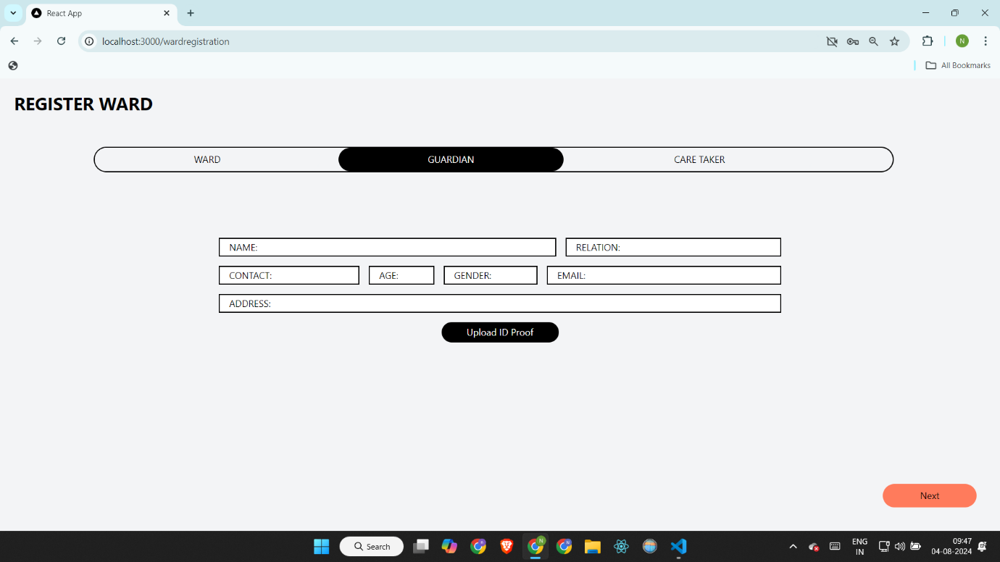 React App
localhost:3000/wardregistration
N
All Bookmarks
REGISTER WARD
WARD GUARDIAN CARE TAKER
NAME: RELATION:
CONTACT: AGE: GENDER: EMAIL:
ADDRESS:
Upload ID Proof
Next
Search
ENG
IN
09:47
04-08-2024